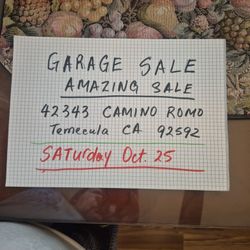 GARAGE SALE
AMAZING SALE
42343 CAMINO ROMO
Temecula CA 92592
SATurday Oct. 25